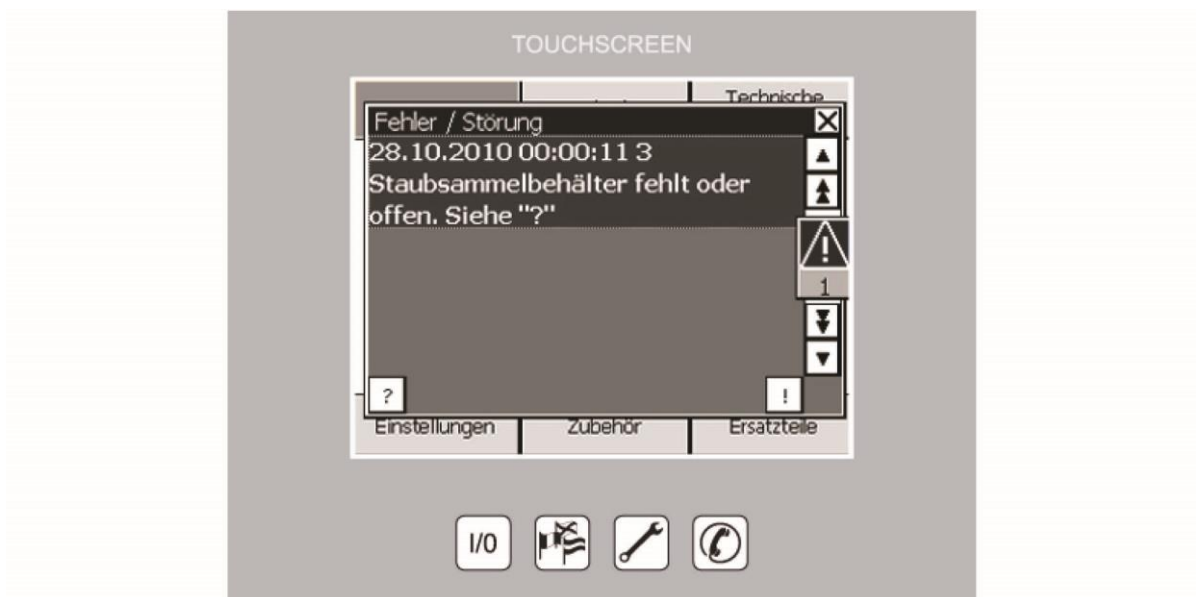 TOUCHSCREEN
Technische
Fehler / Störung
28.10.2010 00:00:11 3
Staubsammelbehälter fehlt oder
offen. Siehe "?"
1
?
!
Einstellungen
Zubehör
Ersatzteile
I/0